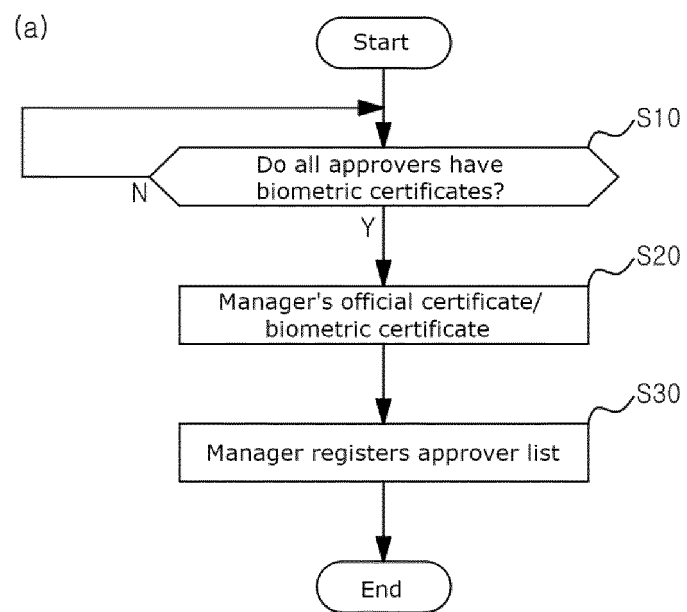 (a)
Start
S10
Do all approvers have
biometric certificates?
N
Y
S20
Manager's official certificate/
biometric certificate
S30
Manager registers approver list
End